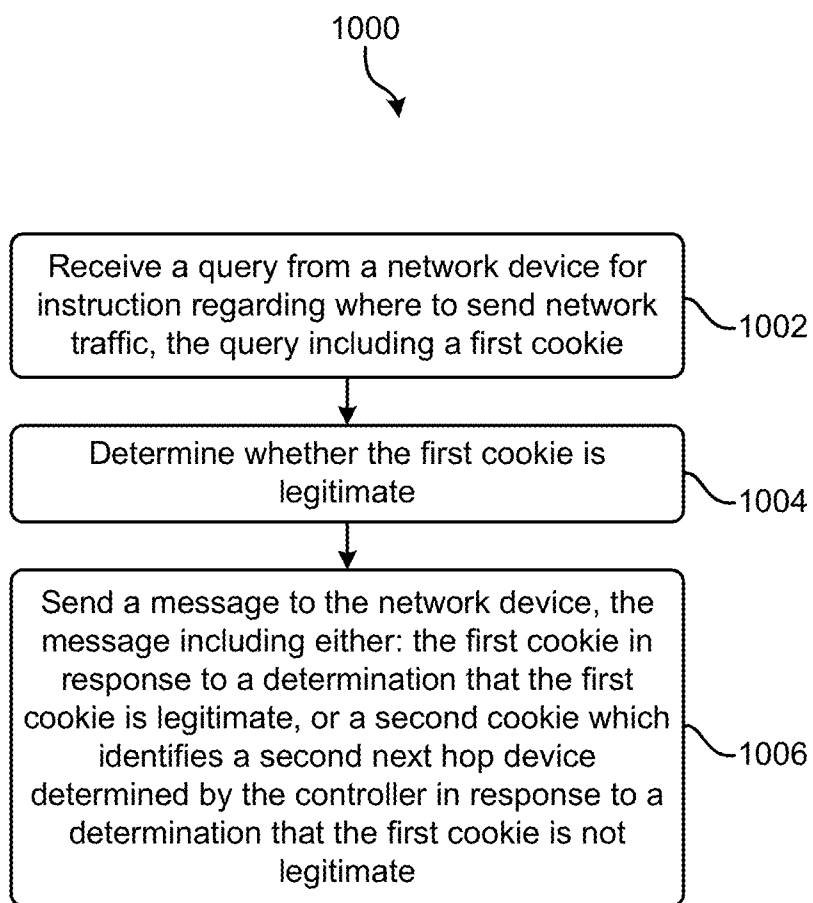 1000
Receive a query from a network device for
instruction regarding where to send network
traffic, the query including a first cookie
1002
Determine whether the first cookie is
legitimate
1004
Send a message to the network device, the
message including either: the first cookie in
response to a determination that the first
cookie is legitimate, or a second cookie which
identifies a second next hop device
determined by the controller in response to a
determination that the first cookie is not
legitimate
1006